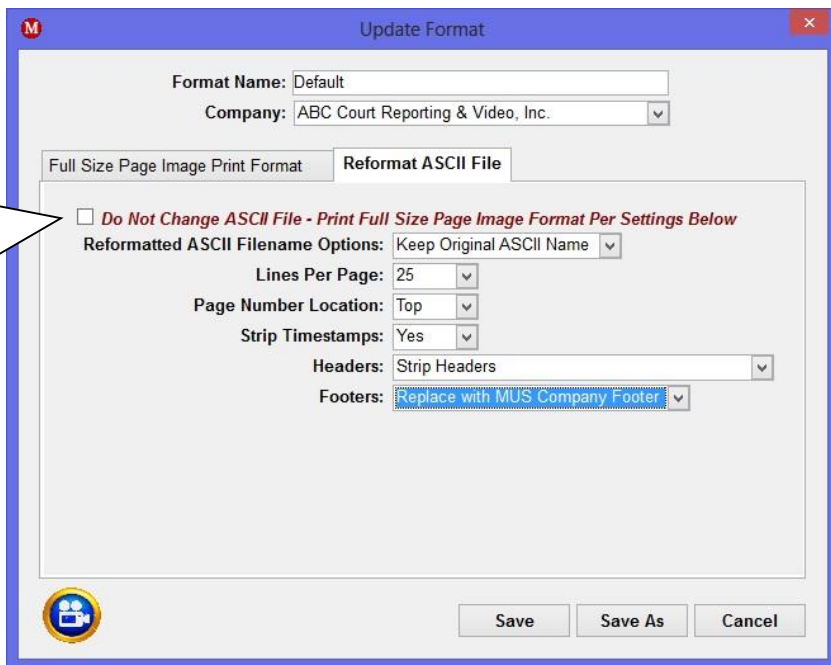 M
Update Format
x
Format Name: Default
Company: ABC Court Reporting & Video, Inc.
Full Size Page Image Print Format Reformat ASCII File
Do Not Change ASCII File - Print Full Size Page Image Format Per Settings Below
Reformatted ASCII Filename Options: Keep Original ASCII Name
Lines Per Page: 25
Page Number Location: Top
Strip Timestamps: Yes
Headers: Strip Headers
Footers: Replace with MUS Company Footer
Save Save As Cancel